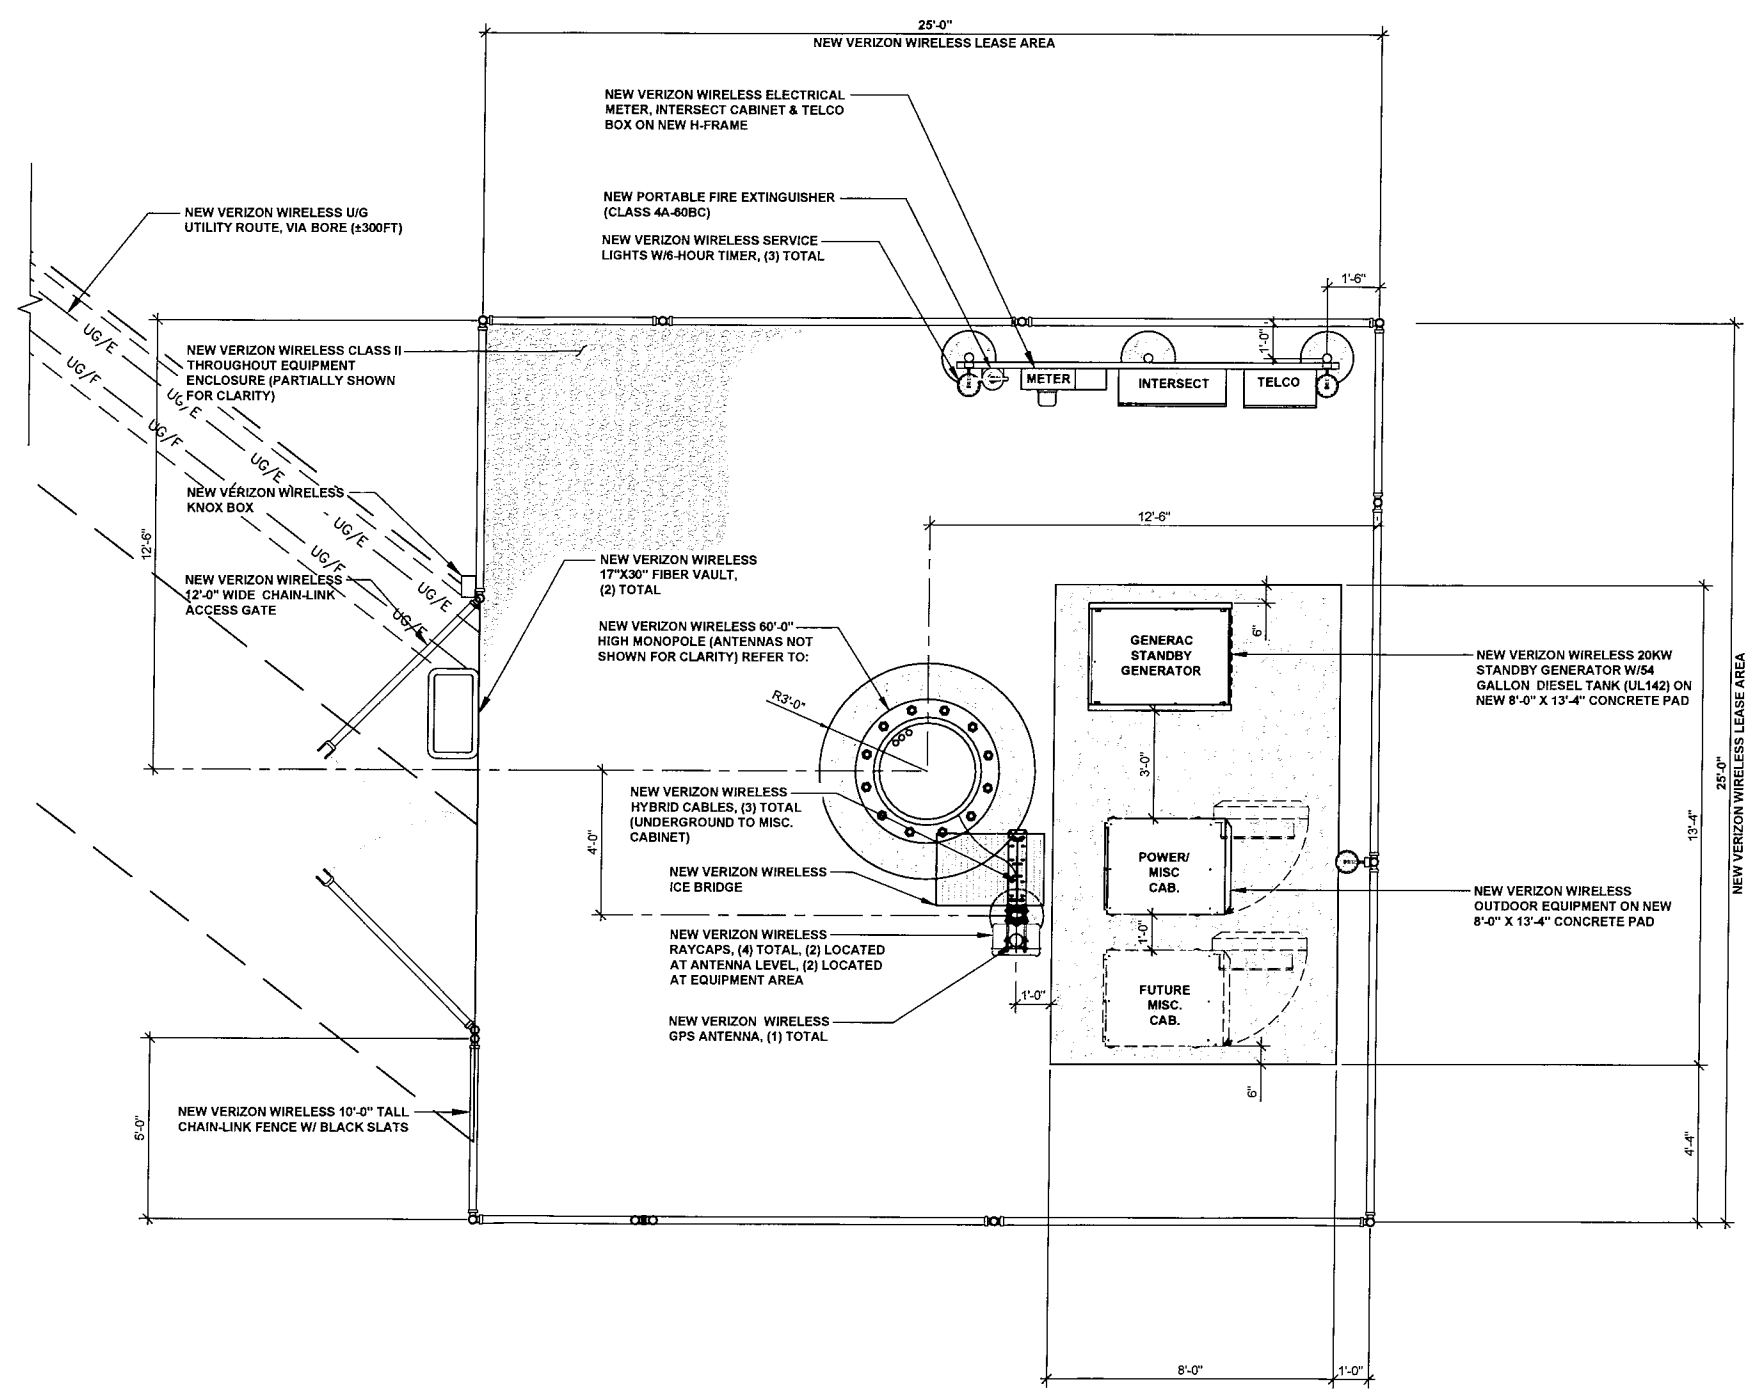 25'-0"
NEW VERIZON WIRELESS LEASE AREA
NEW VERIZON WIRELESS ELECTRICAL
METER, INTERSECT CABINET & TELCO
BOX ON NEW H-FRAME
NEW PORTABLE FIRE EXTINGUISHER
(CLASS 4A-60BC)
NEW VERIZON WIRELESS SERVICE
LIGHTS W/6-HOUR TIMER, (3) TOTAL
NEW VERIZON WIRELESS U/G
UTILITY ROUTE, VIA BORE (±300FT)
1'-6"
1'-0"
UG/E
UG/F
UG/E
UG/F
UG/E
UG/E
UG/F
UG/E
UG/F
NEW VERIZON WIRELESS CLASS II
THROUGHOUT EQUIPMENT
ENCLOSURE (PARTIALLY SHOWN
FOR CLARITY)
METER
INTERSECT
TELCO
NEW VERIZON WIRELESS
KNOX BOX
12'-6"
12'-6"
NEW VERIZON WIRELESS
12'-0" WIDE CHAIN-LINK
ACCESS GATE
NEW VERIZON WIRELESS
17"X30" FIBER VAULT,
(2) TOTAL
NEW VERIZON WIRELESS 60'-0"
HIGH MONOPOLE (ANTENNAS NOT
SHOWN FOR CLARITY) REFER TO:
R3'-0"
6"
GENERAC
STANDBY
GENERATOR
NEW VERIZON WIRELESS 20KW
STANDBY GENERATOR W/54
GALLON DIESEL TANK (UL142) ON
NEW 8'-0" X 13'-4" CONCRETE PAD
3'-0"
25'-0"
NEW VERIZON WIRELESS LEASE AREA
13'-4"
NEW VERIZON WIRELESS
HYBRID CABLES, (3) TOTAL
(UNDERGROUND TO MISC.
CABINET)
4'-0"
NEW VERIZON WIRELESS
ICE BRIDGE
POWER/
MISC
CAB.
NEW VERIZON WIRELESS
OUTDOOR EQUIPMENT ON NEW
8'-0" X 13'-4" CONCRETE PAD
1'-0"
NEW VERIZON WIRELESS
RAYCAPS, (4) TOTAL, (2) LOCATED
AT ANTENNA LEVEL, (2) LOCATED
AT EQUIPMENT AREA
1'-0"
FUTURE
MISC.
CAB.
NEW VERIZON WIRELESS
GPS ANTENNA, (1) TOTAL
6"
NEW VERIZON WIRELESS 10'-0" TALL
CHAIN-LINK FENCE W/ BLACK SLATS
5'-0"
4'-4"
8'-0"
1'-0"